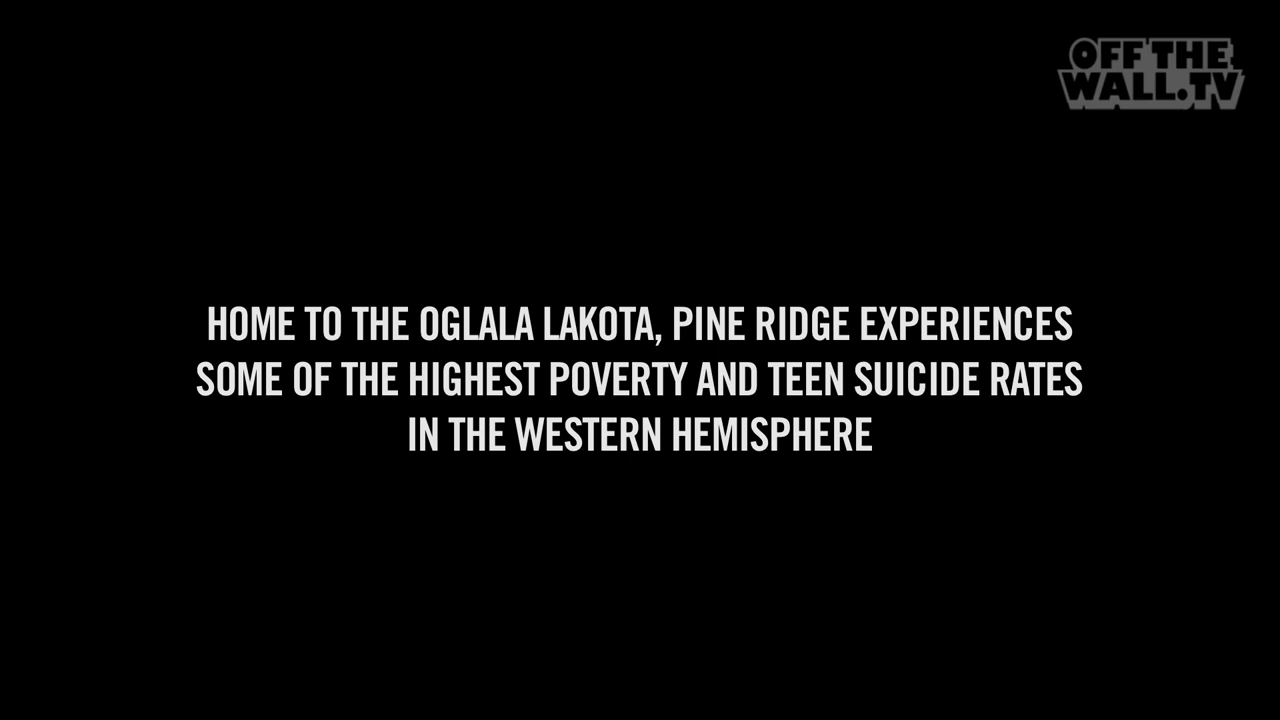 OFF THE
WALL.TV
HOME TO THE OGLALA LAKOTA, PINE RIDGE EXPERIENCES
SOME OF THE HIGHEST POVERTY AND TEEN SUICIDE RATES
IN THE WESTERN HEMISPHERE